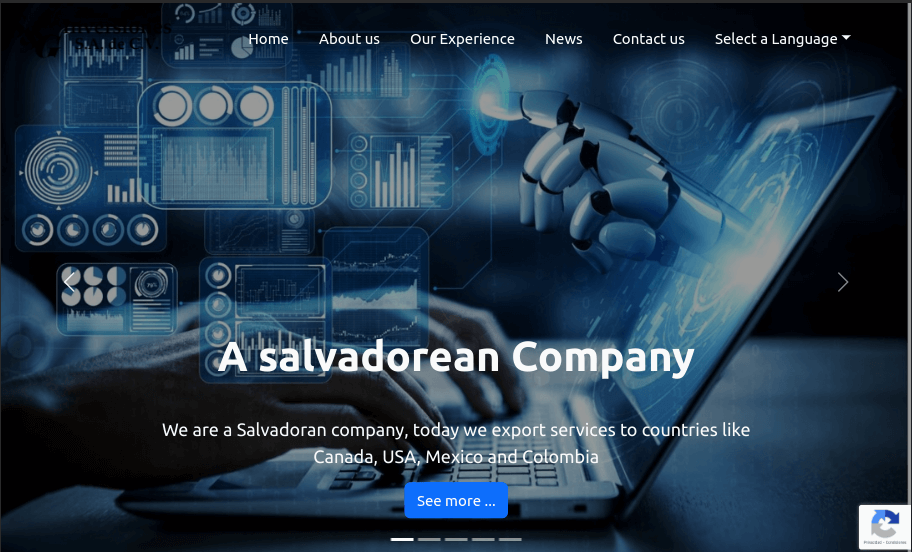 Home About us Our Experience News Contact us Select a Language
A salvadorean Company
We are a Salvadoran company, today we export services to countries like
Canada, USA, Mexico and Colombia
See more ...